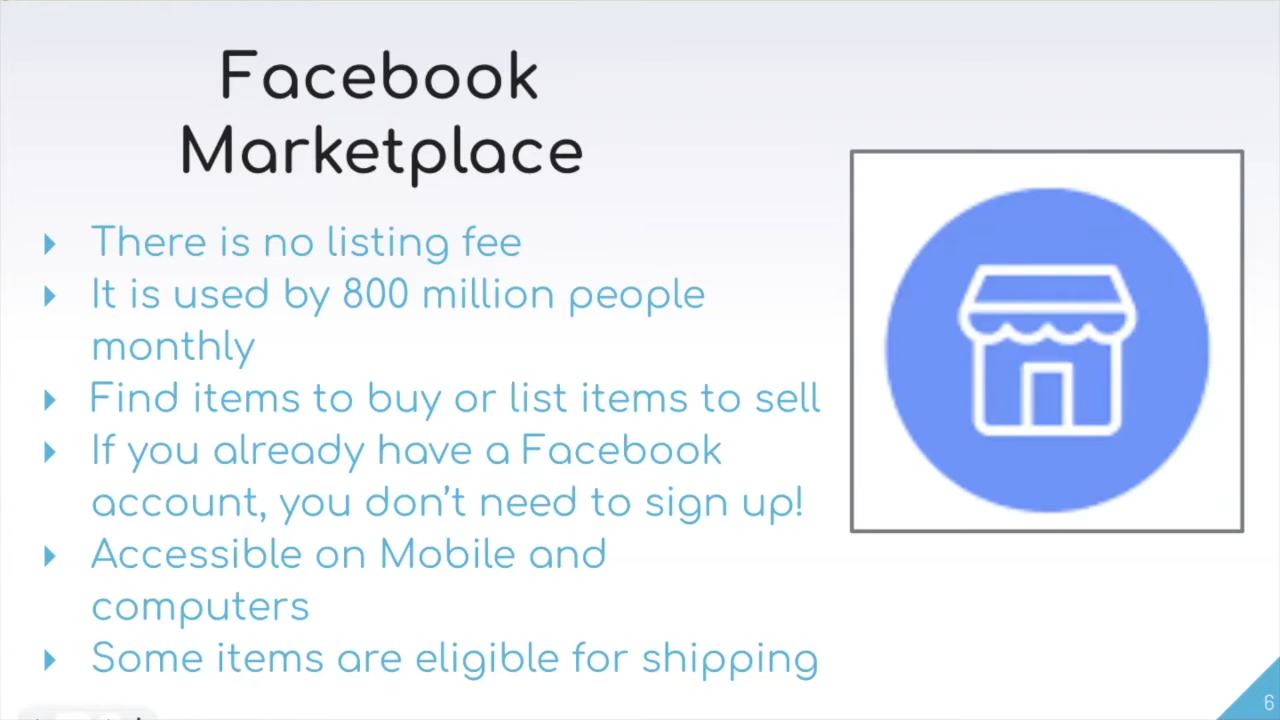 Facebook
Marketplace
There is no listing fee
It is used by 800 million people
monthly
Find items to buy or list items to sell
If you already have a Facebook
account, you don’t need to sign up!
Accessible on Mobile and
computers
Some items are eligible for shipping
6